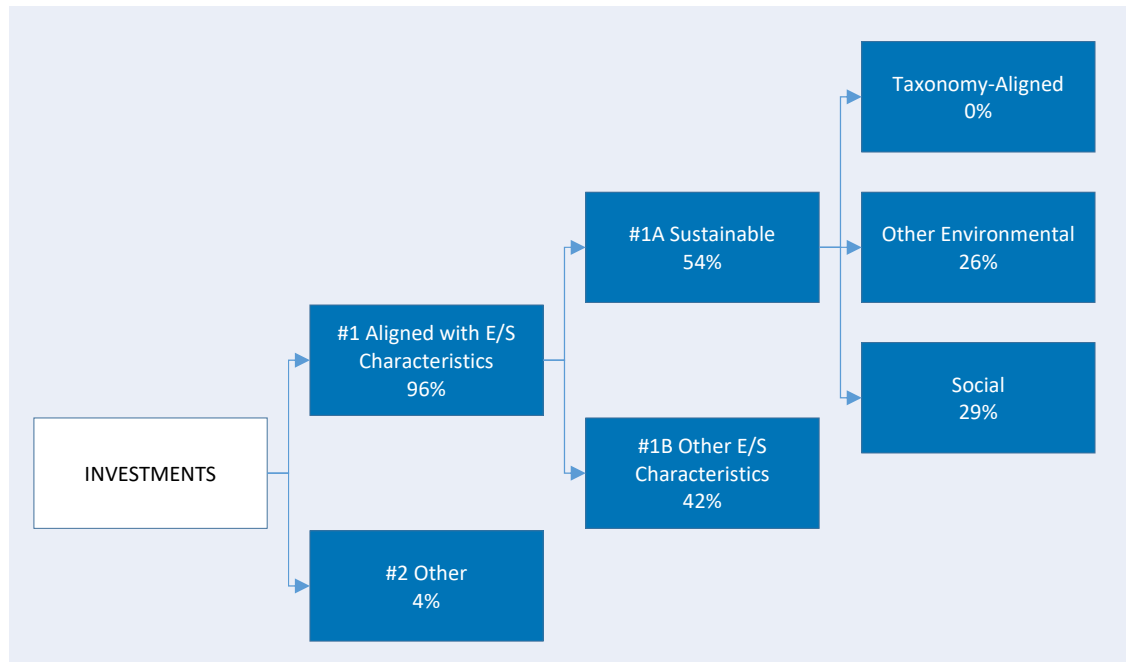 INVESTMENTS
#1 Aligned with E/S
Characteristics
96%
#2 Other
4%
#1A Sustainable
54%
#1B Other E/S
Characteristics
42%
Taxonomy-Aligned
0%
Other Environmental
26%
Social
29%